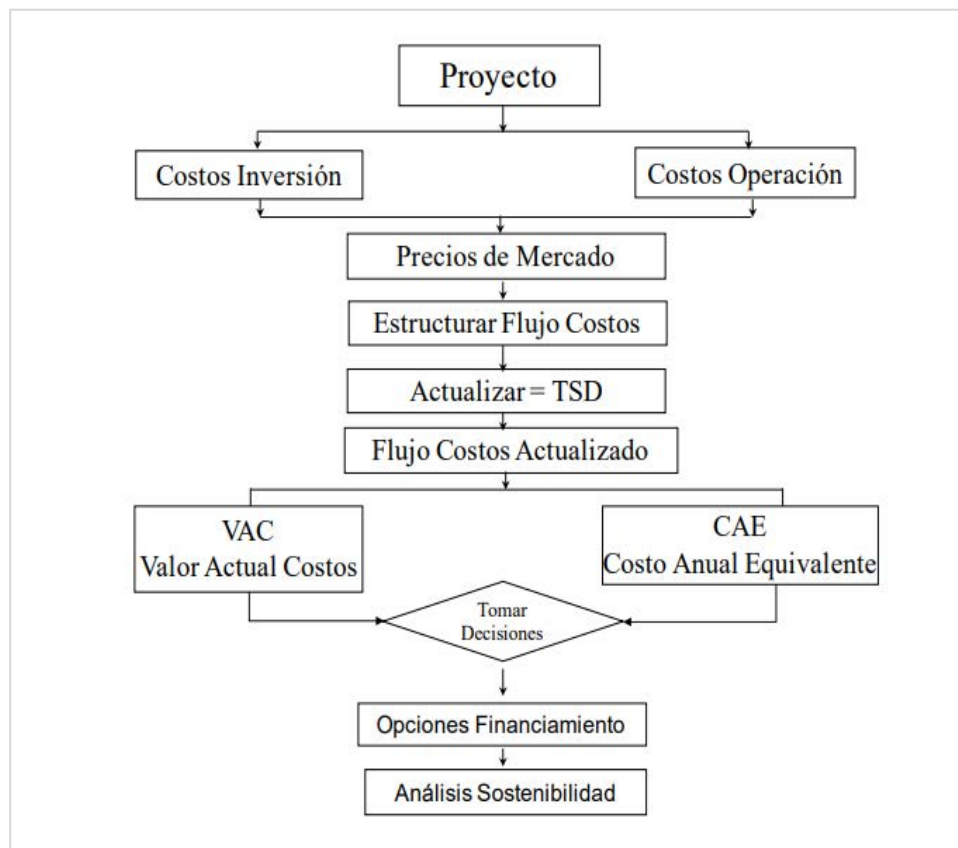 Proyecto
Costos Inversión
Costos Operación
Precios de Mercado
Estructurar Flujo Costos
Actualizar = TSD
Flujo Costos Actualizado
VAC
Valor Actual Costos
CAE
Costo Anual Equivalente
Tomar
Decisiones
Opciones Financiamiento
Análisis Sostenibilidad